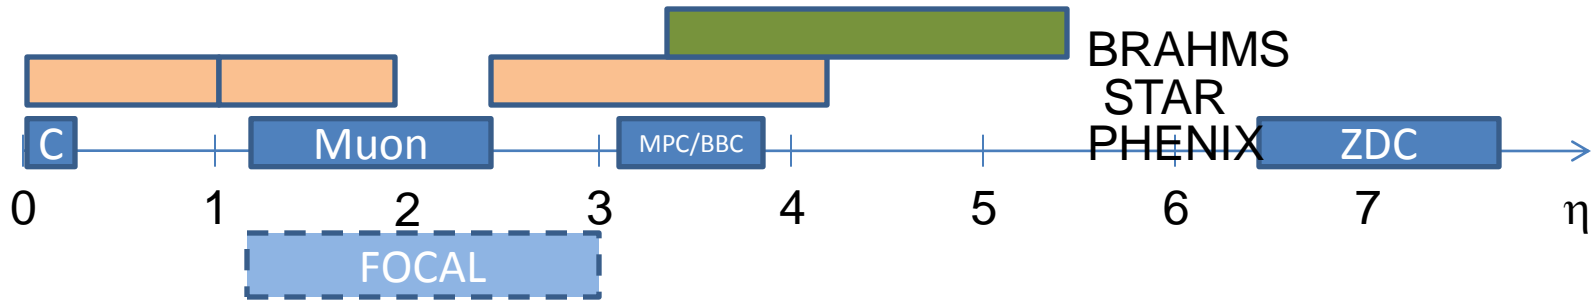 BRAHMS
STAR
PHENIX
C Muon MPC/BBC ZDC
0 1 2 3 4 5 6 7 η
FOCAL